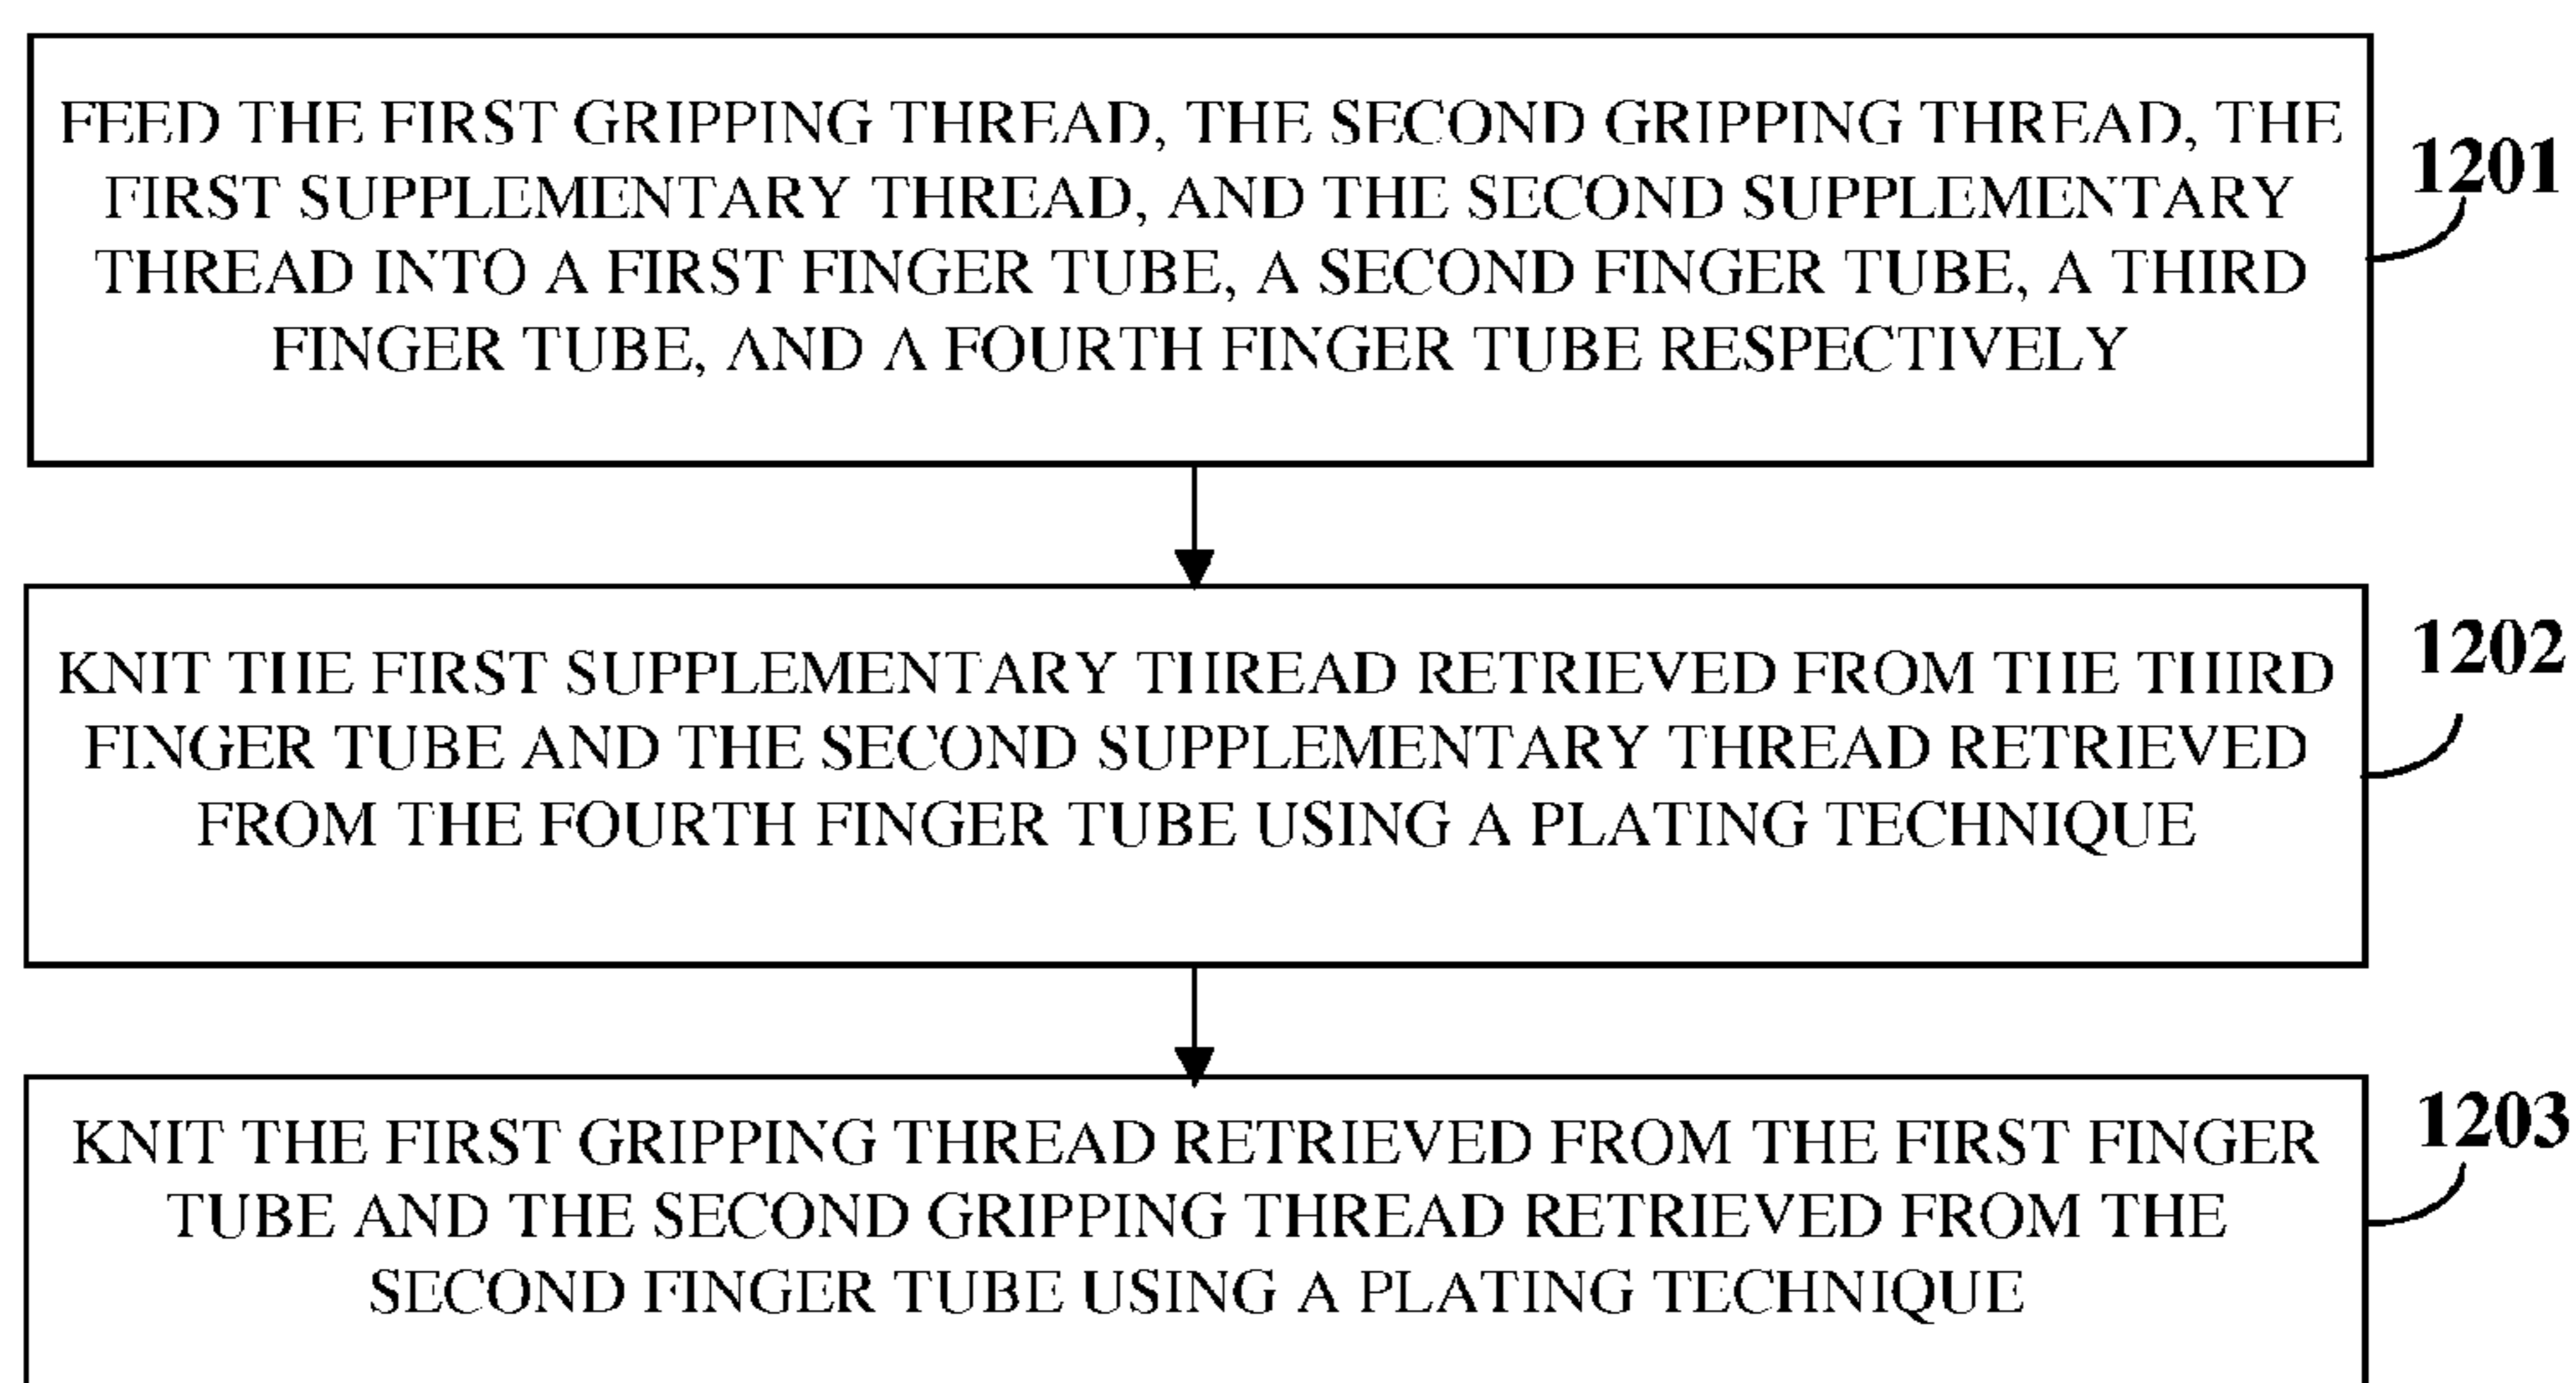 FEED THE FIRST GRIPPING THREAD, THE SECOND GRIPPING THREAD, THE
FIRST SUPPLEMENTARY THREAD, AND THE SECOND SUPPLEMENTARY
THREAD INTO A FIRST FINGER TUBE, A SECOND FINGER TUBE, A THIRD
FINGER TUBE, AND A FOURTH FINGER TUBE RESPECTIVELY
1201
KNIT THE FIRST SUPPLEMENTARY THREAD RETRIEVED FROM THE THIRD
FINGER TUBE AND THE SECOND SUPPLEMENTARY THREAD RETRIEVED
FROM THE FOURTH FINGER TUBE USING A PLATING TECHNIQUE
1202
KNIT THE FIRST GRIPPING THREAD RETRIEVED FROM THE FIRST FINGER
TUBE AND THE SECOND GRIPPING THREAD RETRIEVED FROM THE
SECOND FINGER TUBE USING A PLATING TECHNIQUE
1203